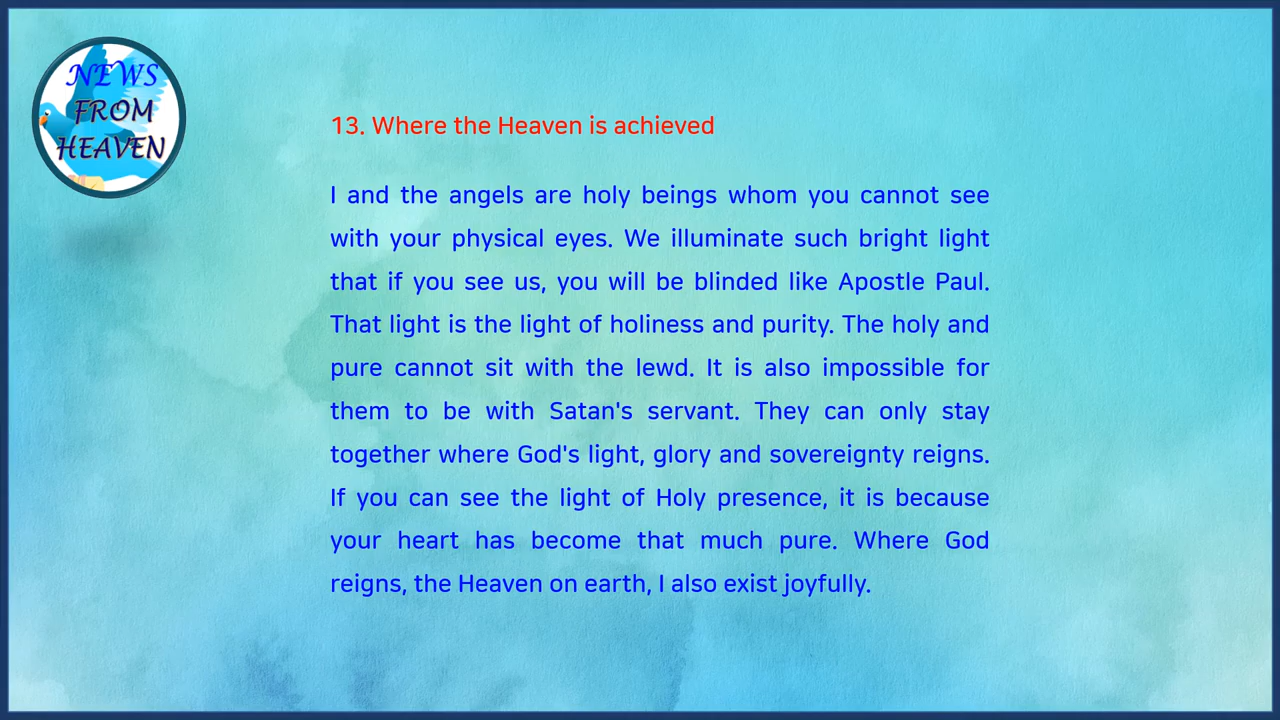 NEWS
FROM
HEAVEN
13. Where the Heaven is achieved
I and the angels are holy beings whom you cannot see
with your physical eyes. We illuminate such bright light
that if you see us, you will be blinded like Apostle Paul.
That light is the light of holiness and purity. The holy and
pure cannot sit with the lewd. It is also impossible for
them to be with Satan's servant. They can only stay
together where God's light, glory and sovereignty reigns.
If you can see the light of Holy presence, it is because
your heart has become that much pure. Where God
reigns, the Heaven on earth, I also exist joyfully.